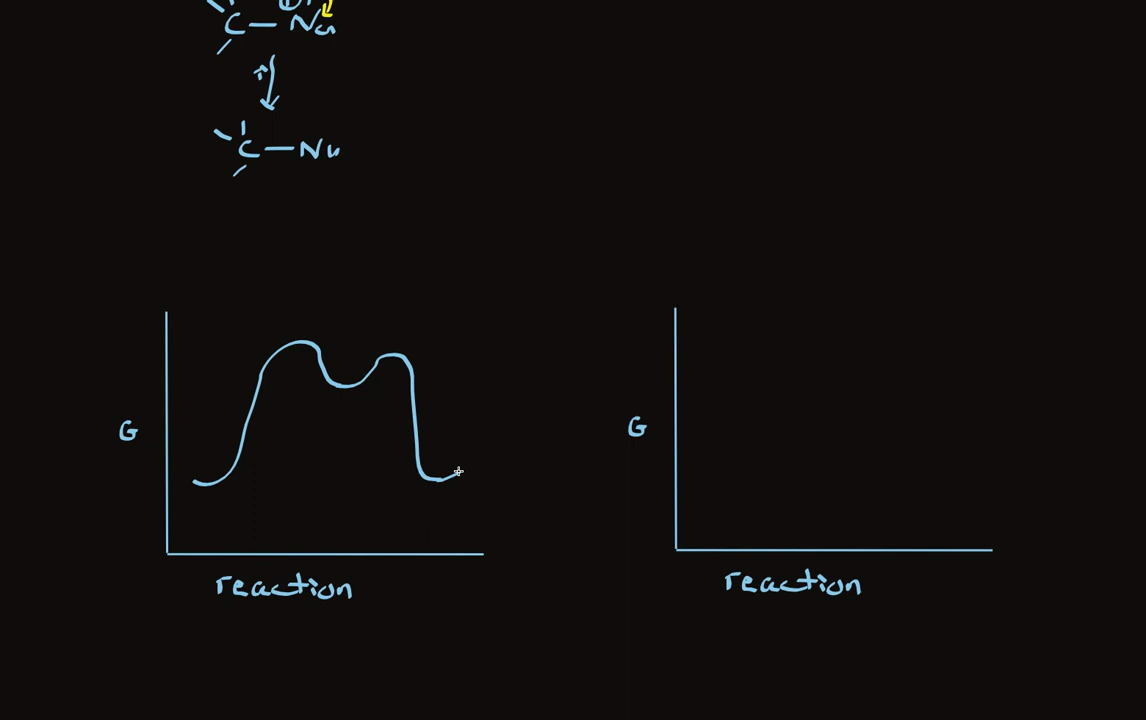 C — Nu
C — Nu
G
G
reaction
reaction